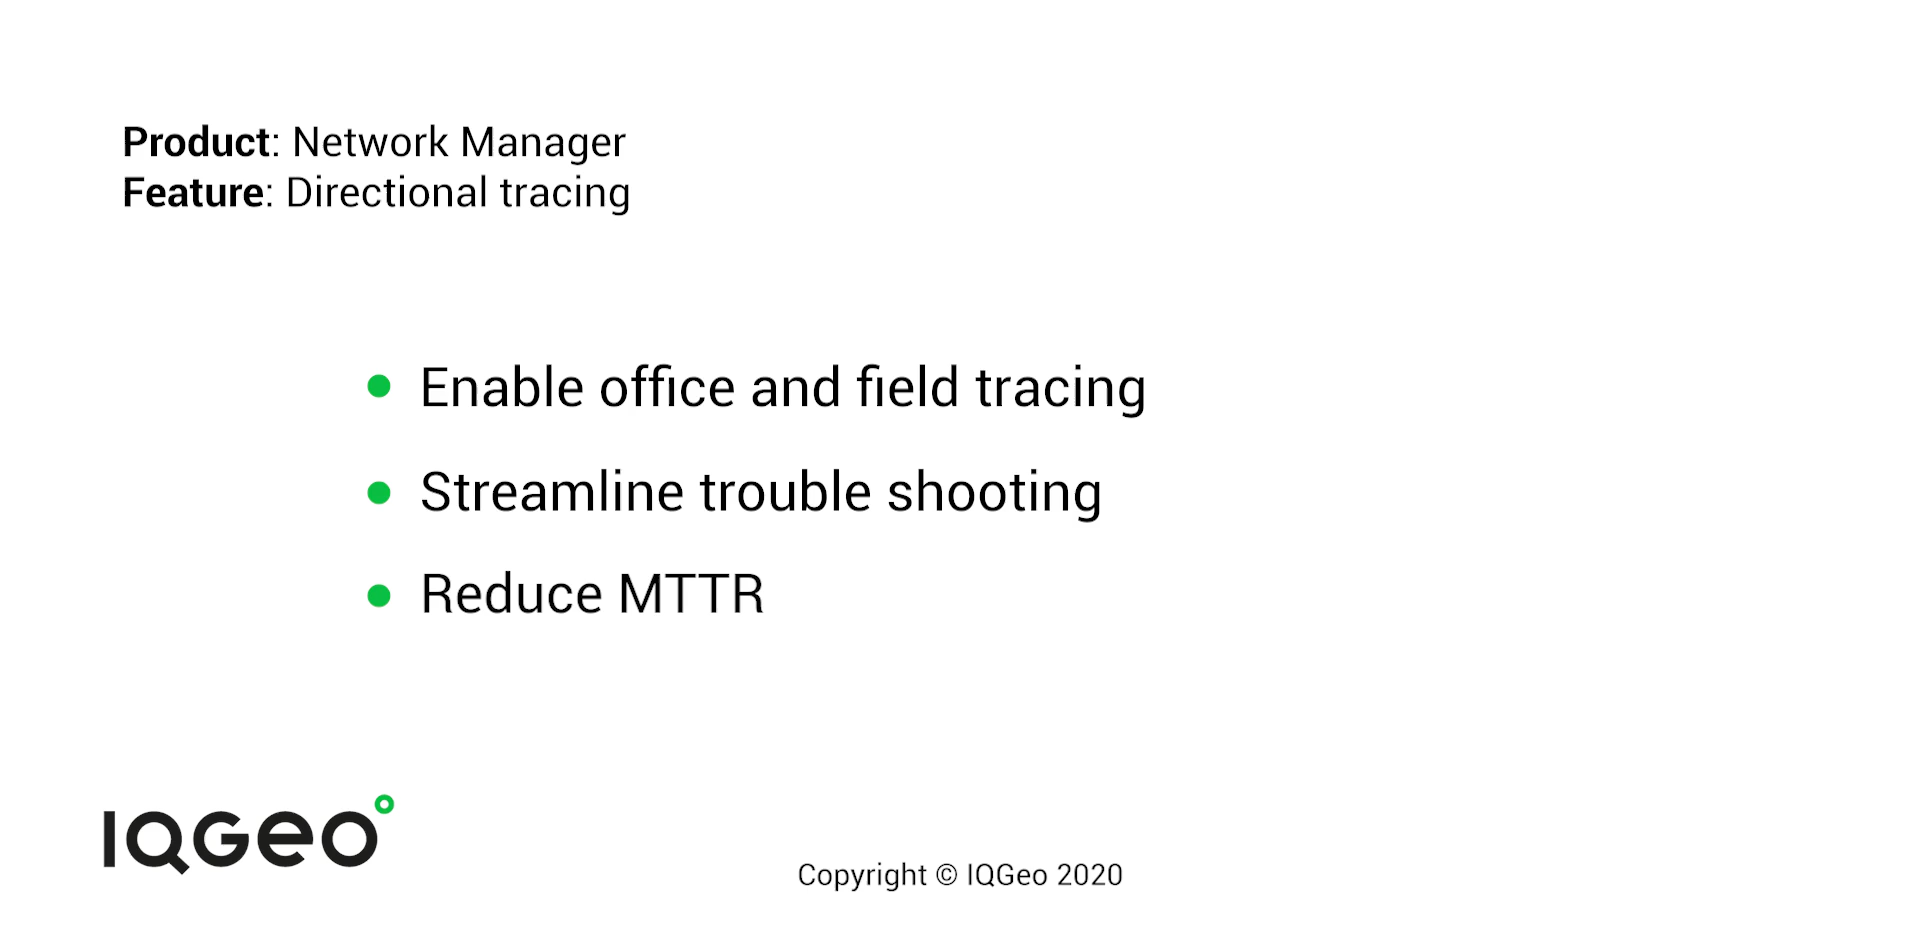 Product: Network Manager
Feature: Directional tracing
Enable office and field tracing
Streamline trouble shooting
Reduce MTTR
IQGeo
Copyright © IQGeo 2020